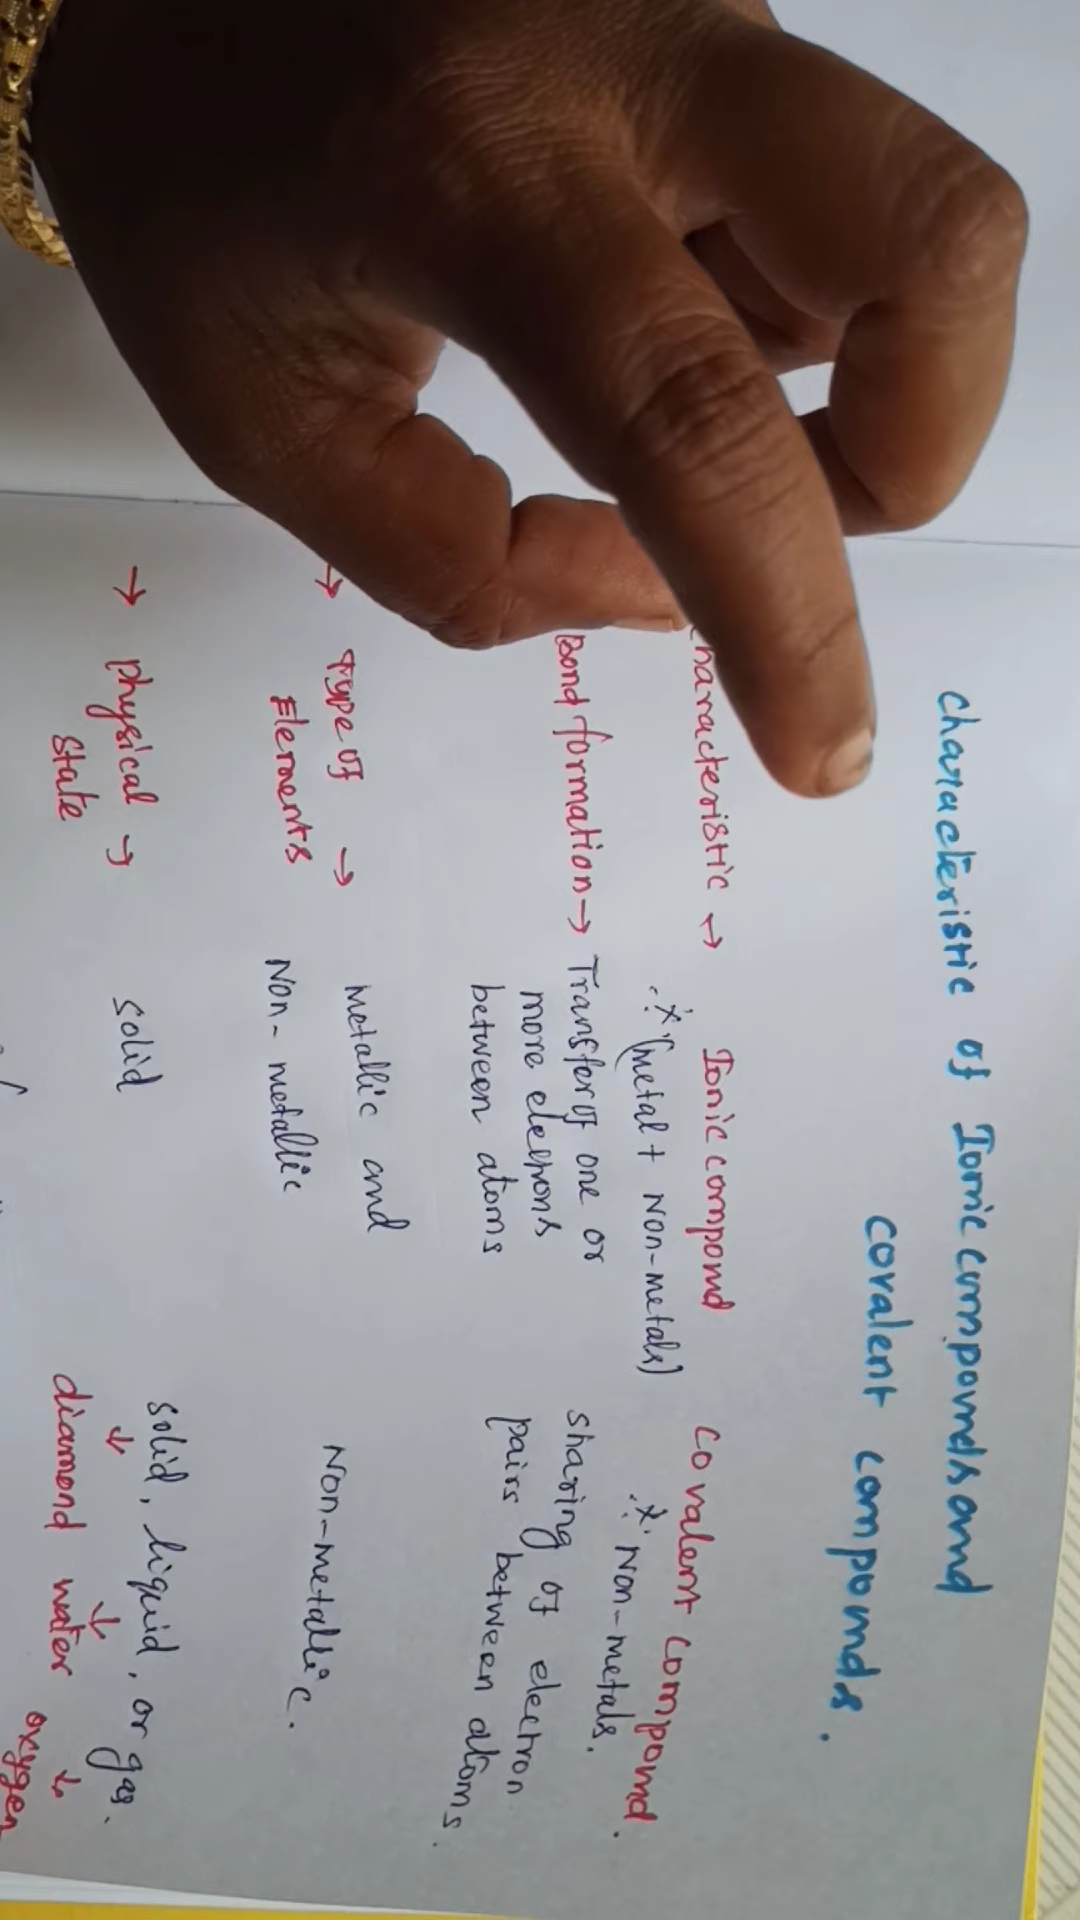 characteristic of Ionic compounds and
covalent compounds.
characteristic → Ionic compound covalent compound.
(metal + Non-metals) Non-metals.
Bond formation → Transfer of one or sharing of electron
more electrons pairs between atoms.
between atoms
→ Type of → metallic and Non-metallic.
Elements Non-metallic
→ physical → solid solid, liquid, or gas.
state diamond water oxygen